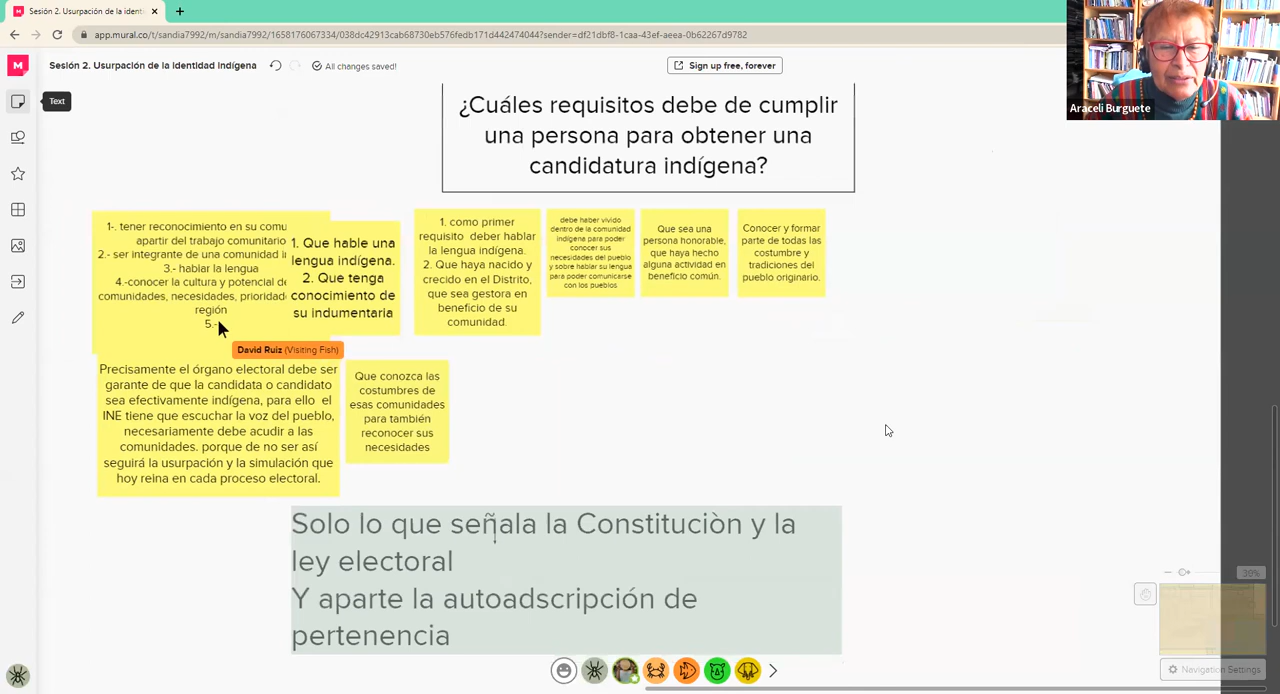 Sesión 2. Usurpación de la ident
app.mural.co/t/sandia7992/m/sandia7992/1658176067334/038dc42913cab68730eb576fedb171d442474044?sender=df21dbf8-1caa-43ef-aeea-0b62267d9782
Sesión 2. Usurpación de la identidad indígena
All changes saved!
Sign up free, forever
Araceli Burguete
Text
¿Cuáles requisitos debe de cumplir
una persona para obtener una
candidatura indígena?
1-. tener reconocimiento en su comu
apartir del trabajo comunitario
2.- ser integrante de una comunidad i
3.- hablar la lengua
4.-conocer la cultura y potencial de
comunidades, necesidades, prioridad
región
5.-
1. Que hable una
lengua indígena.
2. Que tenga
conocimiento de
su indumentaria
1. como primer
requisito deber hablar
la lengua indígena.
2. Que haya nacido y
crecido en el Distrito,
que sea gestora en
beneficio de su
comunidad.
debe haber vivido
dentro de la comunidad
indígena para poder
conocer sus
necesidades del pueblo
y sobre hablar su lengua
para poder comunicarse
con los pueblos
Que sea una
persona honorable,
que haya hecho
alguna actividad en
beneficio común.
Conocer y formar
parte de todas las
costumbre y
tradiciones del
pueblo originario.
David Ruiz (Visiting Fish)
Precisamente el órgano electoral debe ser
garante de que la candidata o candidato
sea efectivamente indígena, para ello el
INE tiene que escuchar la voz del pueblo,
necesariamente debe acudir a las
comunidades. porque de no ser así
seguirá la usurpación y la simulación que
hoy reina en cada proceso electoral.
Que conozca las
costumbres de
esas comunidades
para también
reconocer sus
necesidades
Solo lo que señala la Constituciòn y la
ley electoral
Y aparte la autoadscripción de
pertenencia
39%
Navigation Settings